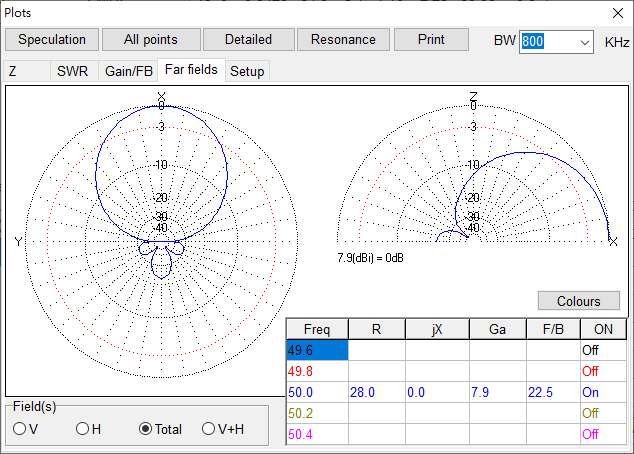 Plots
Speculation All points Detailed Resonance Print BW 800 KHz
Z SWR Gain/FB Far fields Setup
X
0
3
10
20
30
40
Y
Z
0
3
10
20
30
40
X
7.9(dBi) = 0dB
Colours
Freq R jX Ga F/B ON
49.6 Off
49.8 Off
50.0 28.0 0.0 7.9 22.5 On
50.2 Off
50.4 Off
Field(s)
V H Total V+H